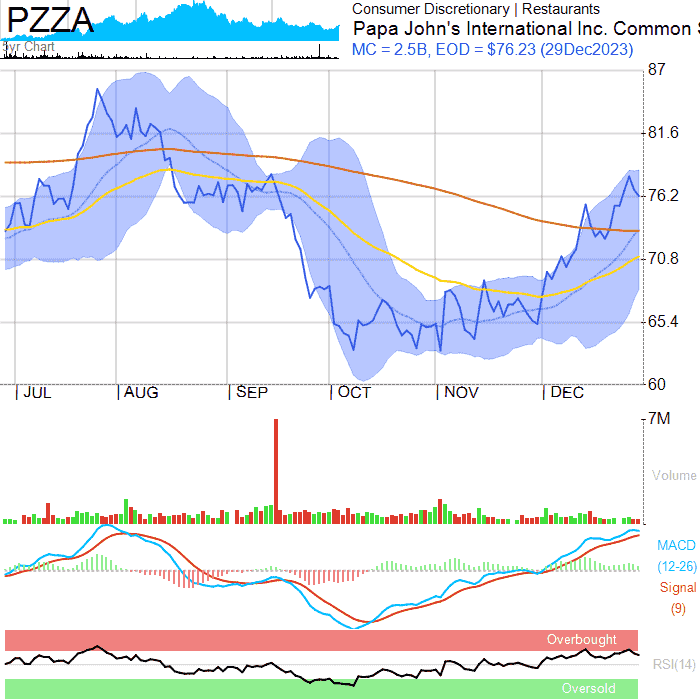 PZZA
5yr Chart
Consumer Discretionary | Restaurants
Papa John's International Inc. Common
MC = 2.5B, EOD = $76.23 (29Dec2023)
87
81.6
76.2
70.8
65.4
60
JUL AUG SEP OCT NOV DEC
7M
Volume
MACD
(12-26)
Signal
(9)
Overbought
RSI(14)
Oversold